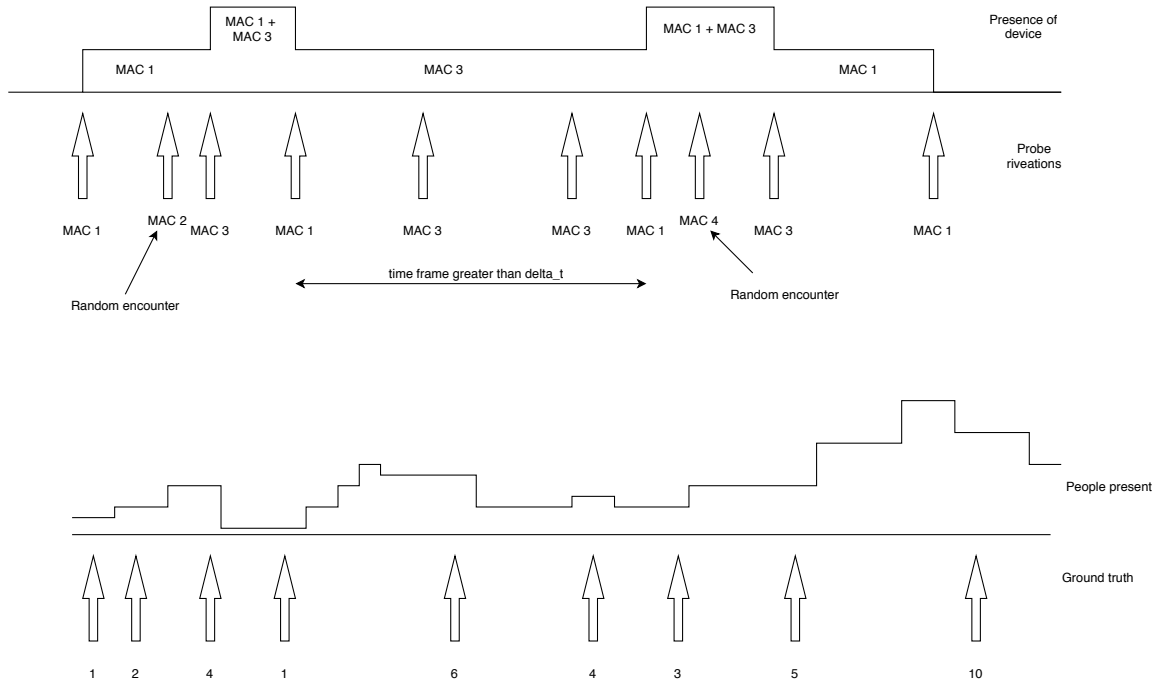 MAC 1 +
MAC 3
MAC 1 + MAC 3
Presence of
device
MAC 1
MAC 3
MAC 1
Probe
riveations
MAC 1
MAC 2
MAC 3
MAC 1
MAC 3
MAC 3
MAC 1
MAC 4
MAC 3
MAC 1
time frame greater than delta_t
Random encounter
Random encounter
People present
Ground truth
1
2
4
1
6
4
3
5
10